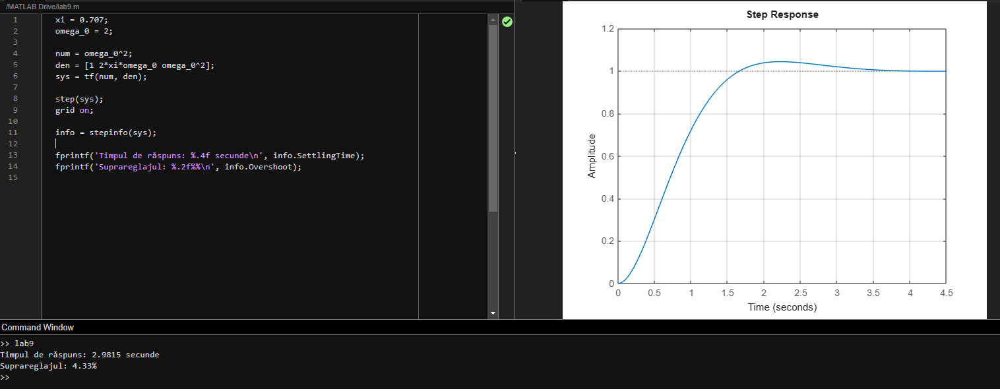 /MATLAB Drive/lab9.m
1 xi = 0.707;
2 omega_0 = 2;
3
4 num = omega_0^2;
5 den = [1 2*xi*omega_0 omega_0^2];
6 sys = tf(num, den);
7
8 step(sys);
9 grid on;
10
11 info = stepinfo(sys);
12
13 fprintf('Timpul de răspuns: %.4f secunde\n', info.SettlingTime);
14 fprintf('Suprareglajul: %.2f%%\n', info.Overshoot);
15
Step Response
1.2
1
0.8
0.6
0.4
0.2
0
Amplitude
0 0.5 1 1.5 2 2.5 3 3.5 4 4.5
Time (seconds)
Command Window
>> lab9
Timpul de răspuns: 2.9815 secunde
Suprareglajul: 4.33%
>>